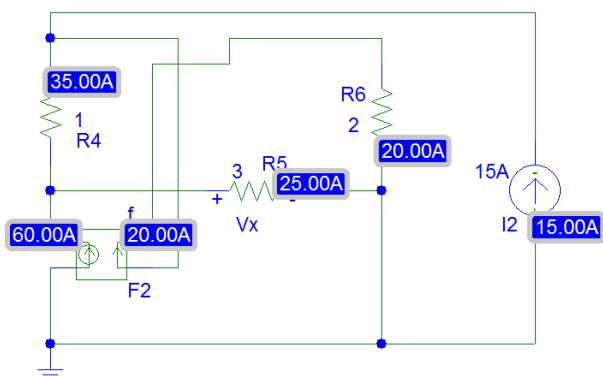 35.00A
1
R4
R6
2
20.00A
3
R5
25.00A
+
-
Vx
15A
-
I2
15.00A
f
60.00A
20.00A
F2